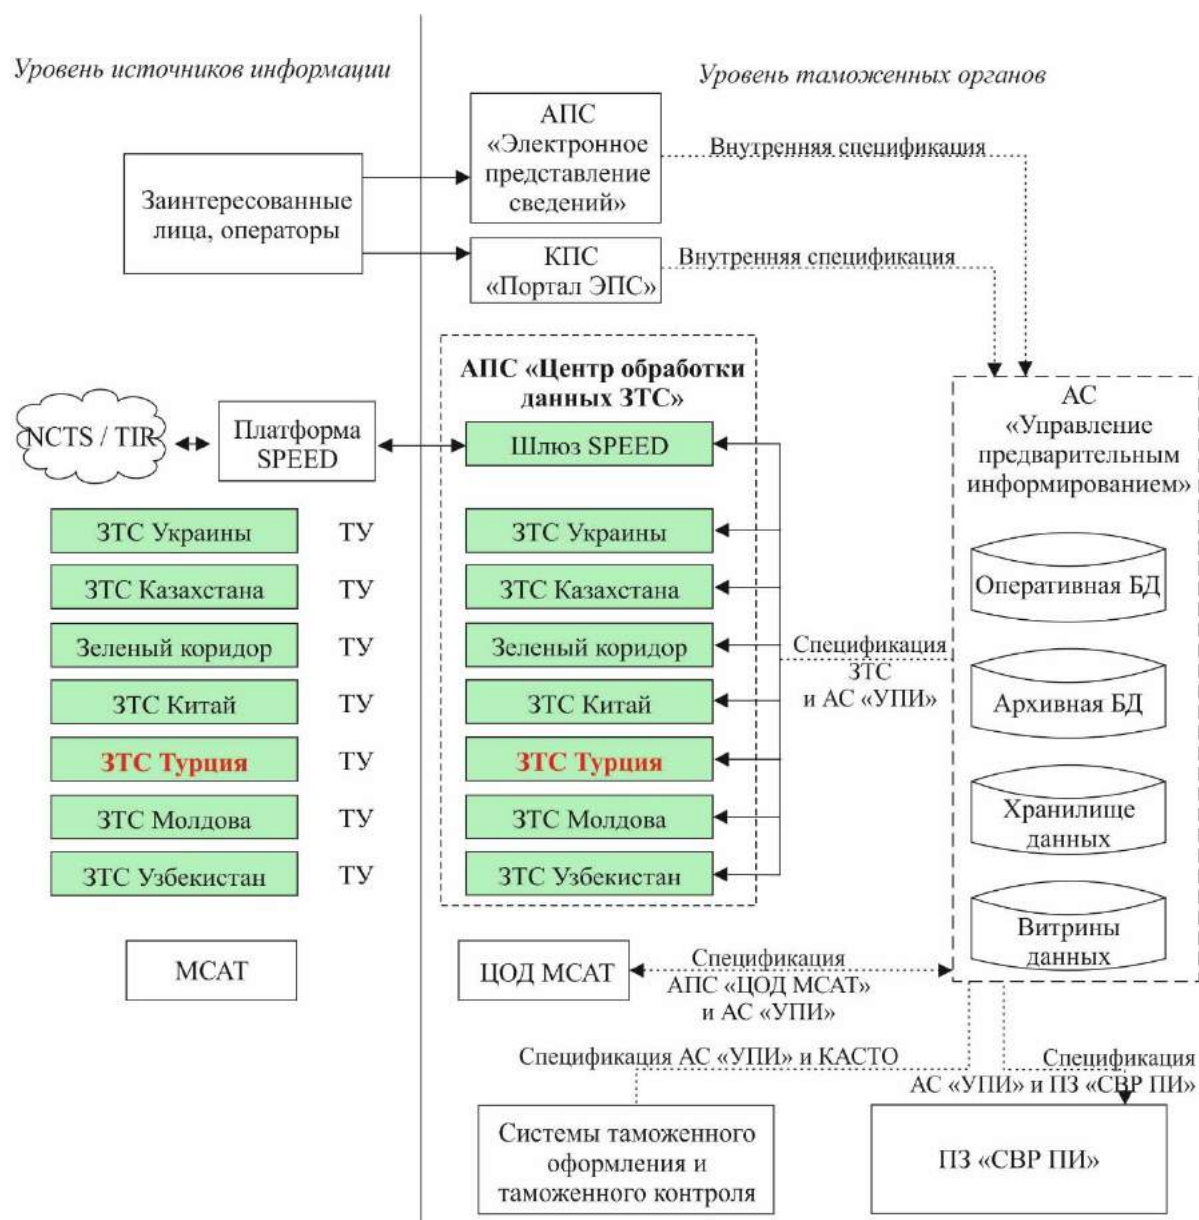 Уровень источников информации
Уровень таможенных органов
АПС
«Электронное
представление
сведений»
Внутренняя спецификация
Заинтересованные
лица, операторы
КПС
«Портал ЭПС»
Внутренняя спецификация
АПС «Центр обработки
данных ЗТС»
АС
«Управление
предварительным
информированием»
NCTS / TIR
Платформа
SPEED
Шлюз SPEED
ЗТС Украины
ТУ
ЗТС Украины
ЗТС Казахстана
ТУ
ЗТС Казахстана
Оперативная БД
Зеленый коридор
ТУ
Зеленый коридор
Спецификация
ЗТС
и АС «УПИ»
ЗТС Китай
ТУ
ЗТС Китай
Архивная БД
ЗТС Турция
ТУ
ЗТС Турция
ЗТС Молдова
ТУ
ЗТС Молдова
Хранилище
данных
ЗТС Узбекистан
ТУ
ЗТС Узбекистан
Витрины
данных
МСАТ
ЦОД МСАТ
Спецификация
АПС «ЦОД МСАТ»
и АС «УПИ»
Спецификация АС «УПИ» и КАСТО
Спецификация
АС «УПИ» и ПЗ «СВР ПИ»
Системы таможенного
оформления и
таможенного контроля
ПЗ «СВР ПИ»